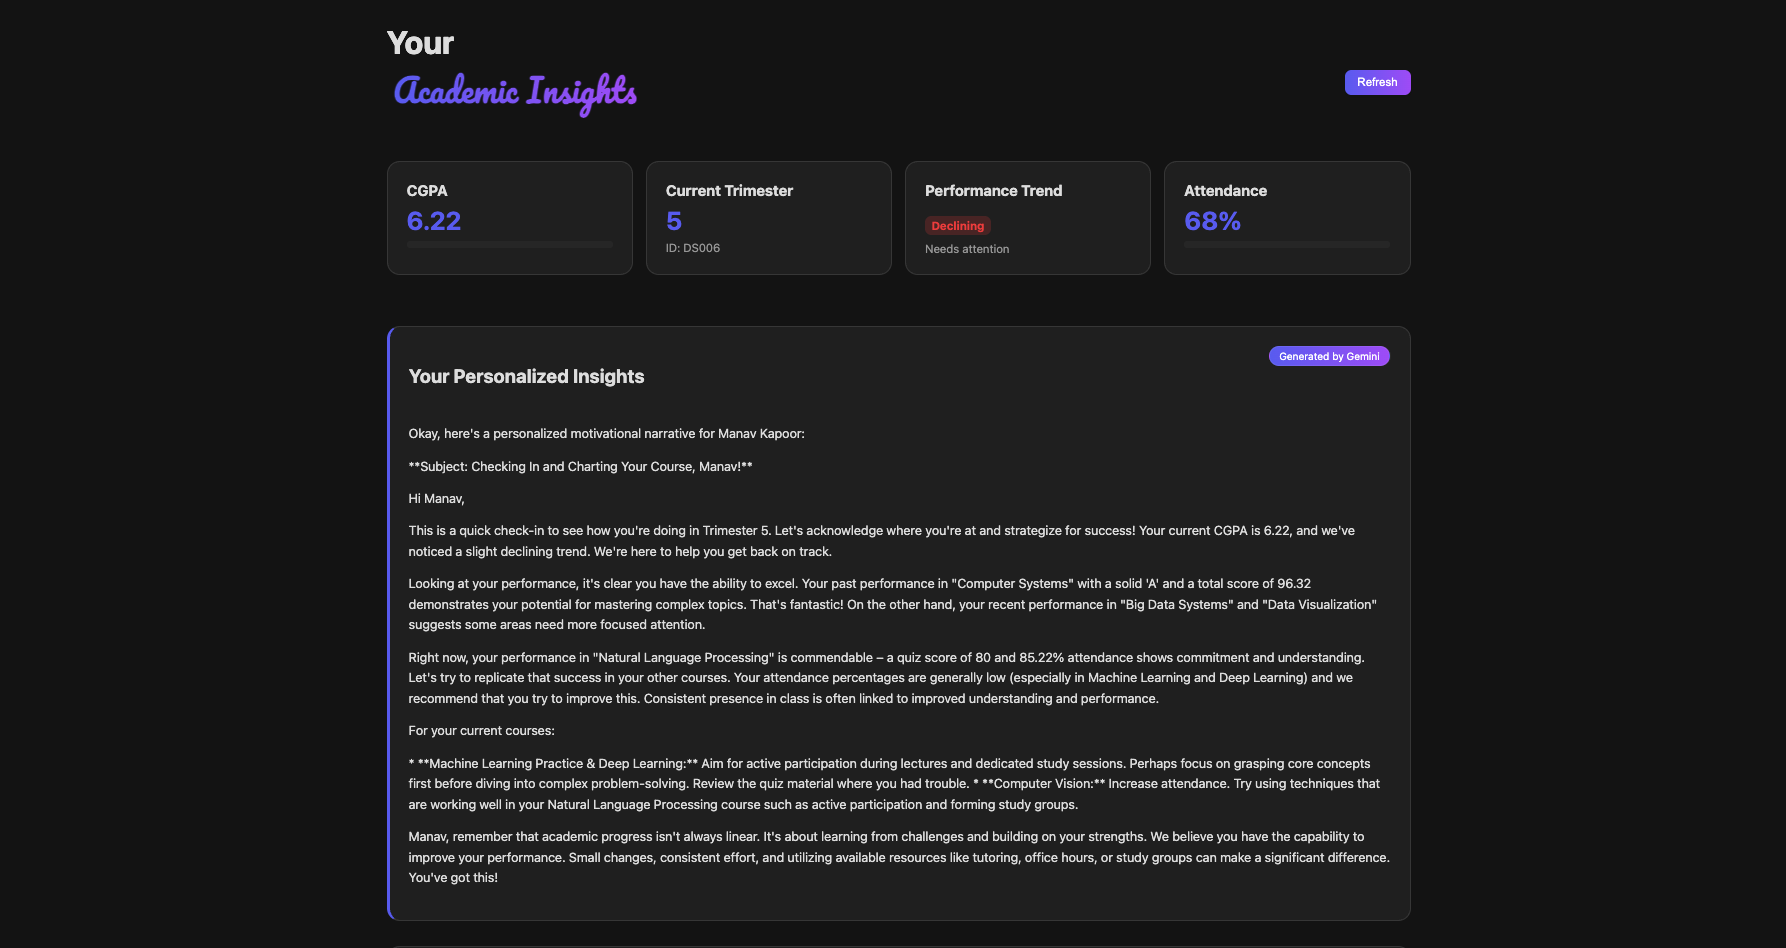 Your
Academic Insights
Refresh
CGPA
6.22
Current Trimester
5
ID: DS006
Performance Trend
Declining
Needs attention
Attendance
68%
Generated by Gemini
Your Personalized Insights
Okay, here's a personalized motivational narrative for Manav Kapoor:
**Subject: Checking In and Charting Your Course, Manav!**
Hi Manav,
This is a quick check-in to see how you're doing in Trimester 5. Let's acknowledge where you're at and strategize for success! Your current CGPA is 6.22, and we've
noticed a slight declining trend. We're here to help you get back on track.
Looking at your performance, it's clear you have the ability to excel. Your past performance in "Computer Systems" with a solid 'A' and a total score of 96.32
demonstrates your potential for mastering complex topics. That's fantastic! On the other hand, your recent performance in "Big Data Systems" and "Data Visualization"
suggests some areas need more focused attention.
Right now, your performance in "Natural Language Processing" is commendable – a quiz score of 80 and 85.22% attendance shows commitment and understanding.
Let's try to replicate that success in your other courses. Your attendance percentages are generally low (especially in Machine Learning and Deep Learning) and we
recommend that you try to improve this. Consistent presence in class is often linked to improved understanding and performance.
For your current courses:
* **Machine Learning Practice & Deep Learning:** Aim for active participation during lectures and dedicated study sessions. Perhaps focus on grasping core concepts
first before diving into complex problem-solving. Review the quiz material where you had trouble. * **Computer Vision:** Increase attendance. Try using techniques that
are working well in your Natural Language Processing course such as active participation and forming study groups.
Manav, remember that academic progress isn't always linear. It's about learning from challenges and building on your strengths. We believe you have the capability to
improve your performance. Small changes, consistent effort, and utilizing available resources like tutoring, office hours, or study groups can make a significant difference.
You've got this!